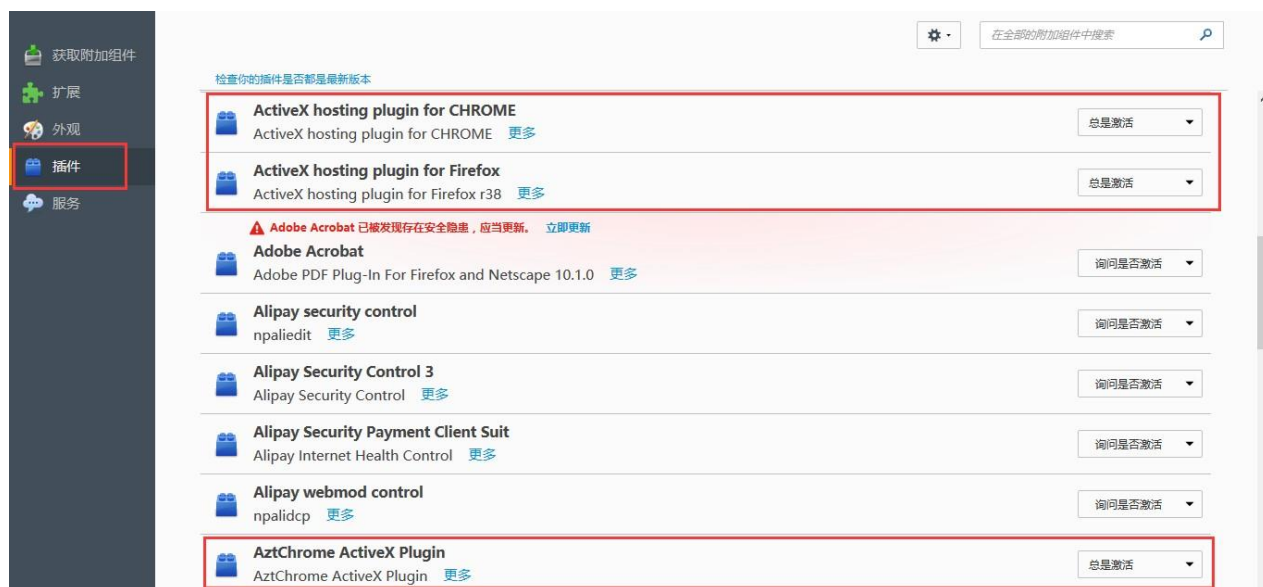 获取附加组件
扩展
外观
插件
服务
在全部的附加组件中搜索
检查你的插件是否都是最新版本
ActiveX hosting plugin for CHROME
ActiveX hosting plugin for CHROME 更多
总是激活
ActiveX hosting plugin for Firefox
ActiveX hosting plugin for Firefox r38 更多
总是激活
Adobe Acrobat 已被发现存在安全隐患，应当更新。 立即更新
Adobe Acrobat
Adobe PDF Plug-In For Firefox and Netscape 10.1.0 更多
询问是否激活
Alipay security control
npaliedit 更多
询问是否激活
Alipay Security Control 3
Alipay Security Control 更多
询问是否激活
Alipay Security Payment Client Suit
Alipay Internet Health Control 更多
询问是否激活
Alipay webmod control
npalidcp 更多
询问是否激活
AztChrome ActiveX Plugin
AztChrome ActiveX Plugin 更多
总是激活